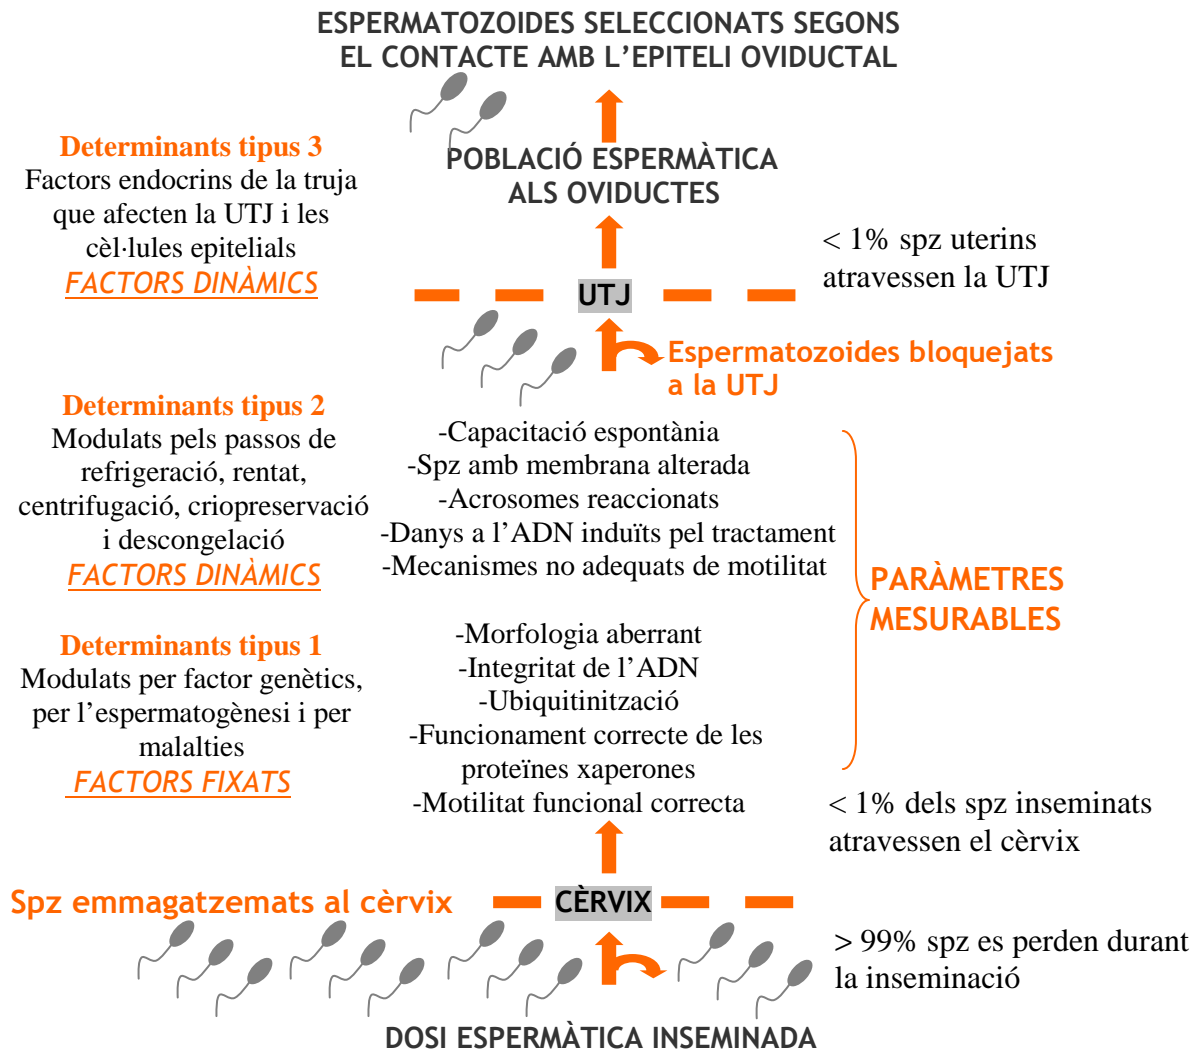 ESPERMATOZOIDES SELECCIONATS SEGONS
EL CONTACTE AMB L'EPITELI OVIDUCTAL
Determinants tipus 3
Factors endocrins de la truja
que afecten la UTJ i les
cèl·lules epitelials
FACTORS DINÀMICS
POBLACIÓ ESPERMÀTICA
ALS OVIDUCTES
< 1% spz uterins
atravessen la UTJ
UTJ
Espermatozoides bloquejats
a la UTJ
Determinants tipus 2
Modulats pels passos de
refrigeració, rentat,
centrifugació, criopreservació
i descongelació
FACTORS DINÀMICS
-Capacitació espontània
-Spz amb membrana alterada
-Acrosomes reaccionats
-Danys a l'ADN induïts pel tractament
-Mecanismes no adequats de motilitat
PARÀMETRES
MESURABLES
Determinants tipus 1
Modulats per factor genètics,
per l'espermatogènesi i per
malalties
FACTORS FIXATS
-Morfologia aberrant
-Integritat de l'ADN
-Ubiquitinització
-Funcionament correcte de les
proteïnes xaperones
-Motilitat funcional correcta
< 1% dels spz inseminats
atravessen el cèrvix
Spz emmagatzemats al cèrvix
CÈRVIX
> 99% spz es perden durant
la inseminació
DOSI ESPERMÀTICA INSEMINADA